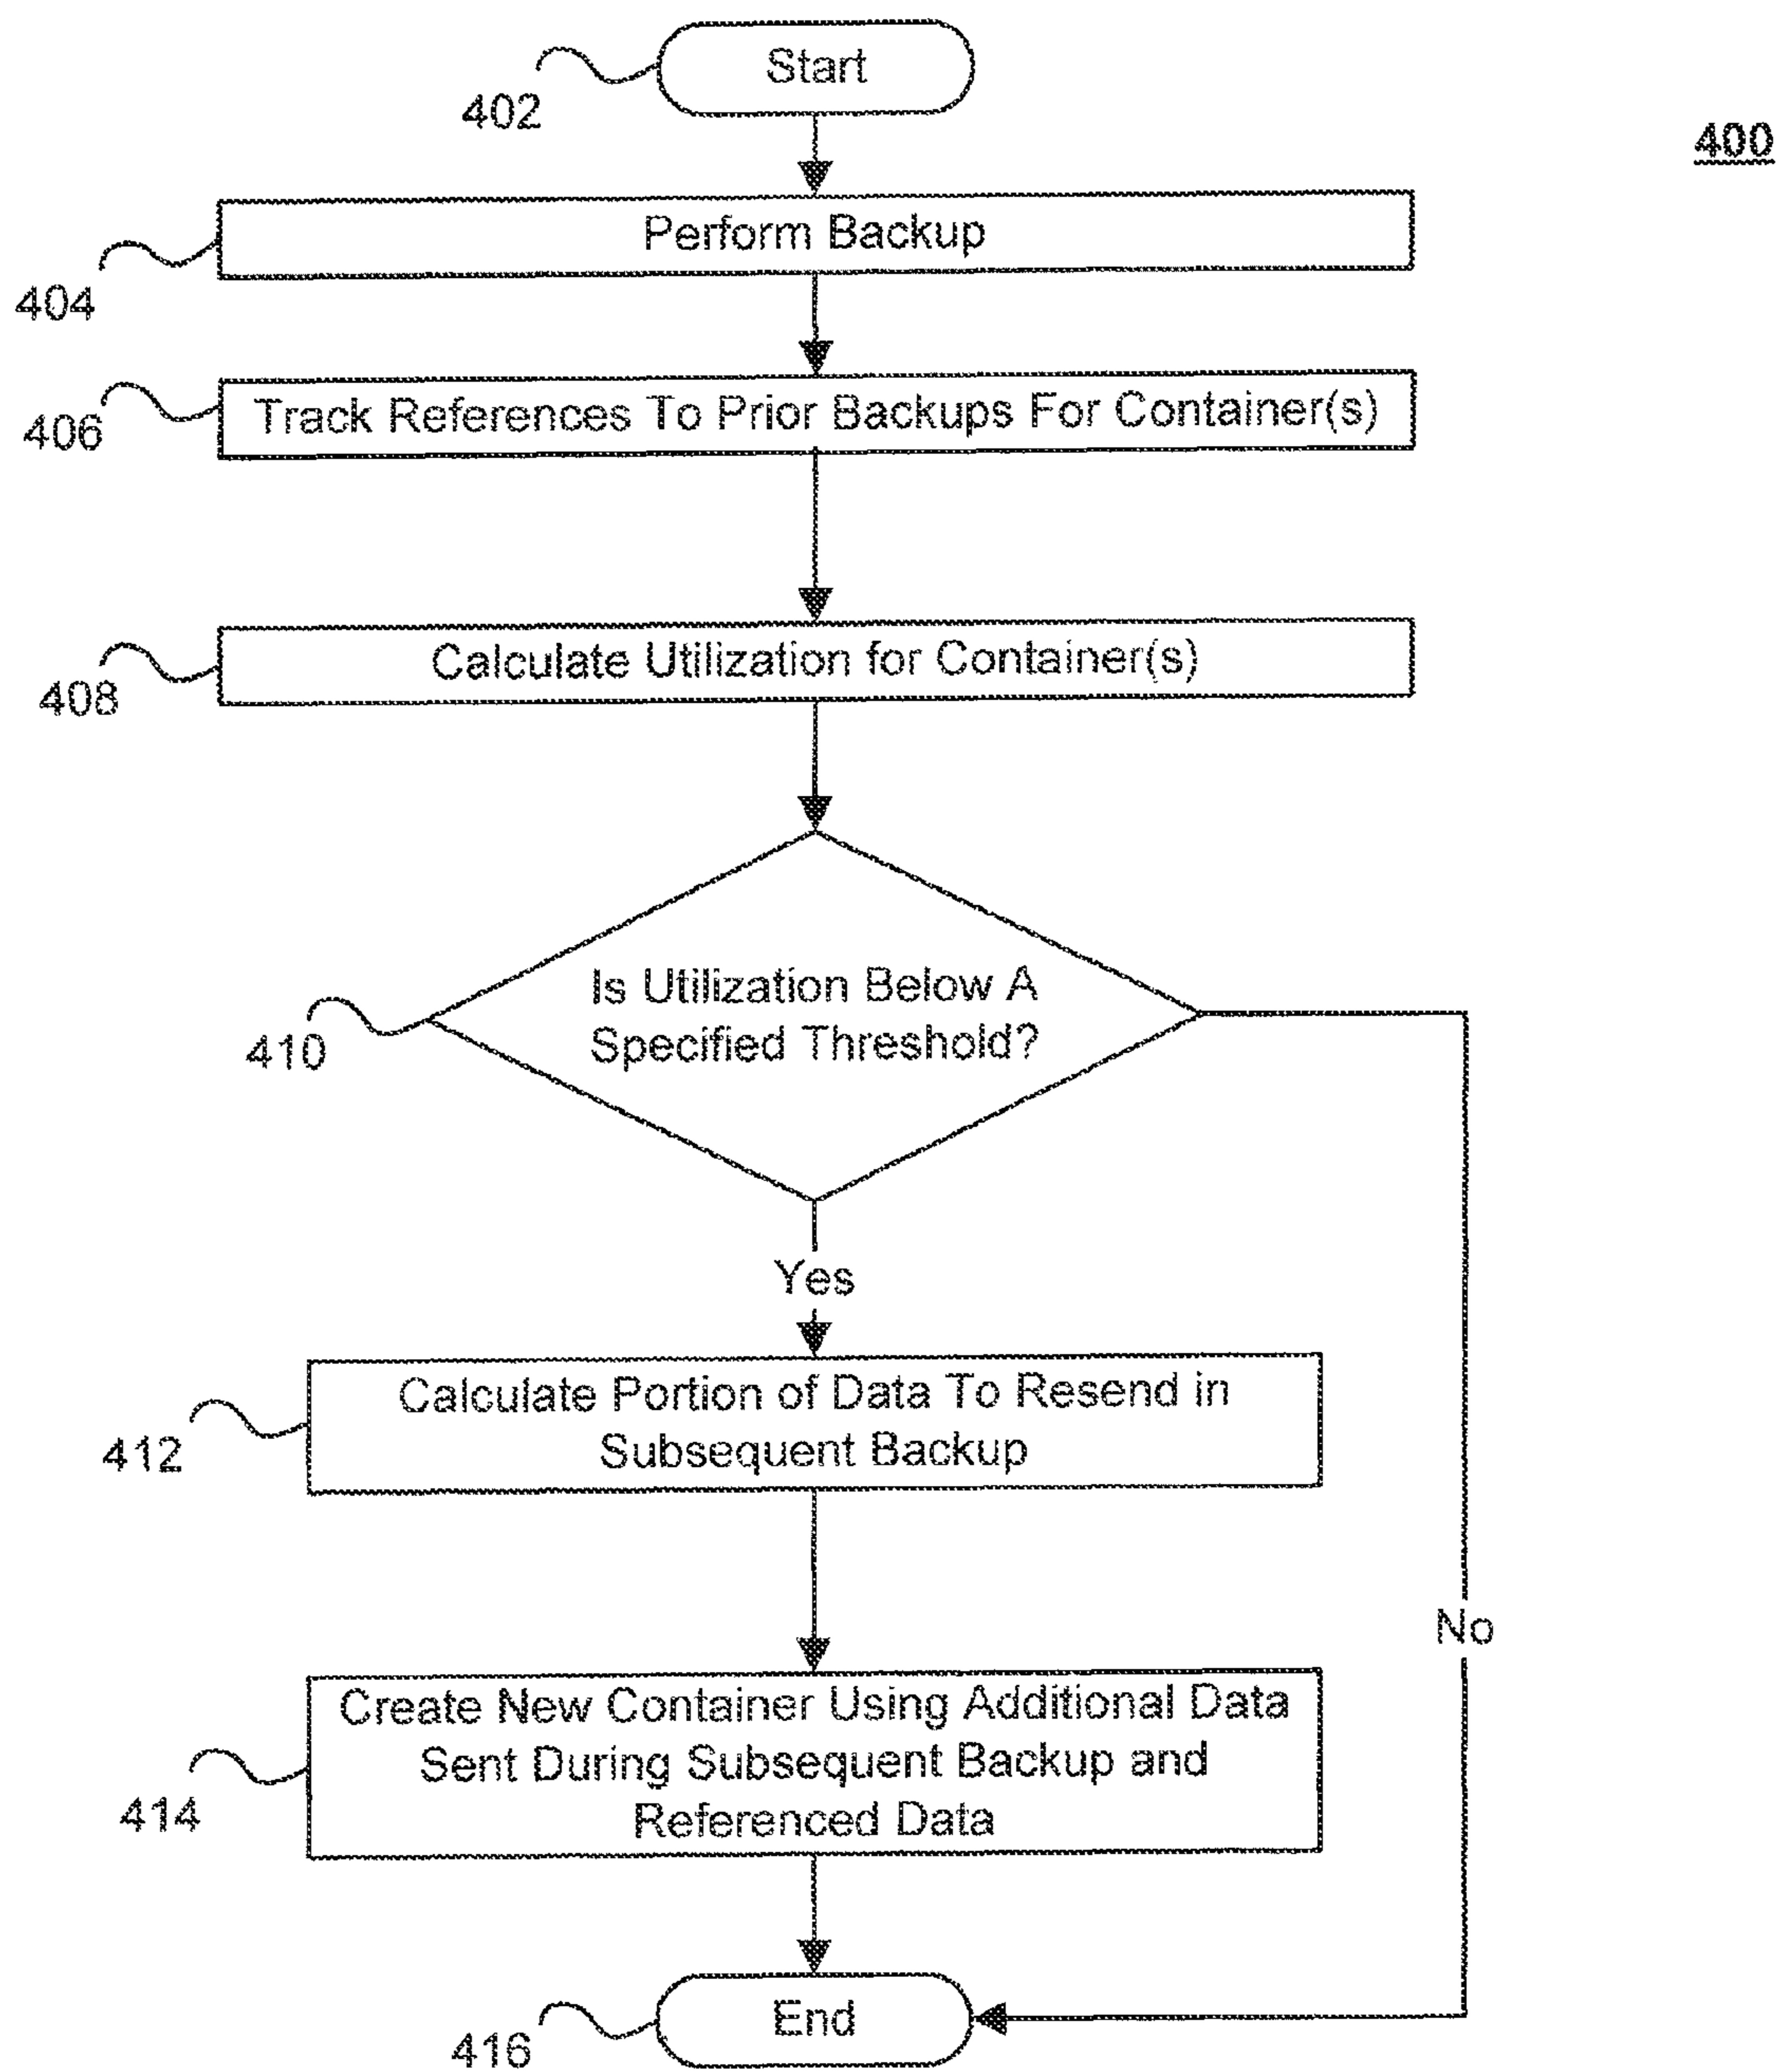 Start
402
400
Perform Backup
404
Track References To Prior Backups For Container(s)
406
Calculate Utilization for Container(s)
408
Is Utilization Below A
Specified Threshold?
410
Yes
Calculate Portion of Data To Resend in
Subsequent Backup
412
No
Create New Container Using Additional Data
Sent During Subsequent Backup and
Referenced Data
414
End
416